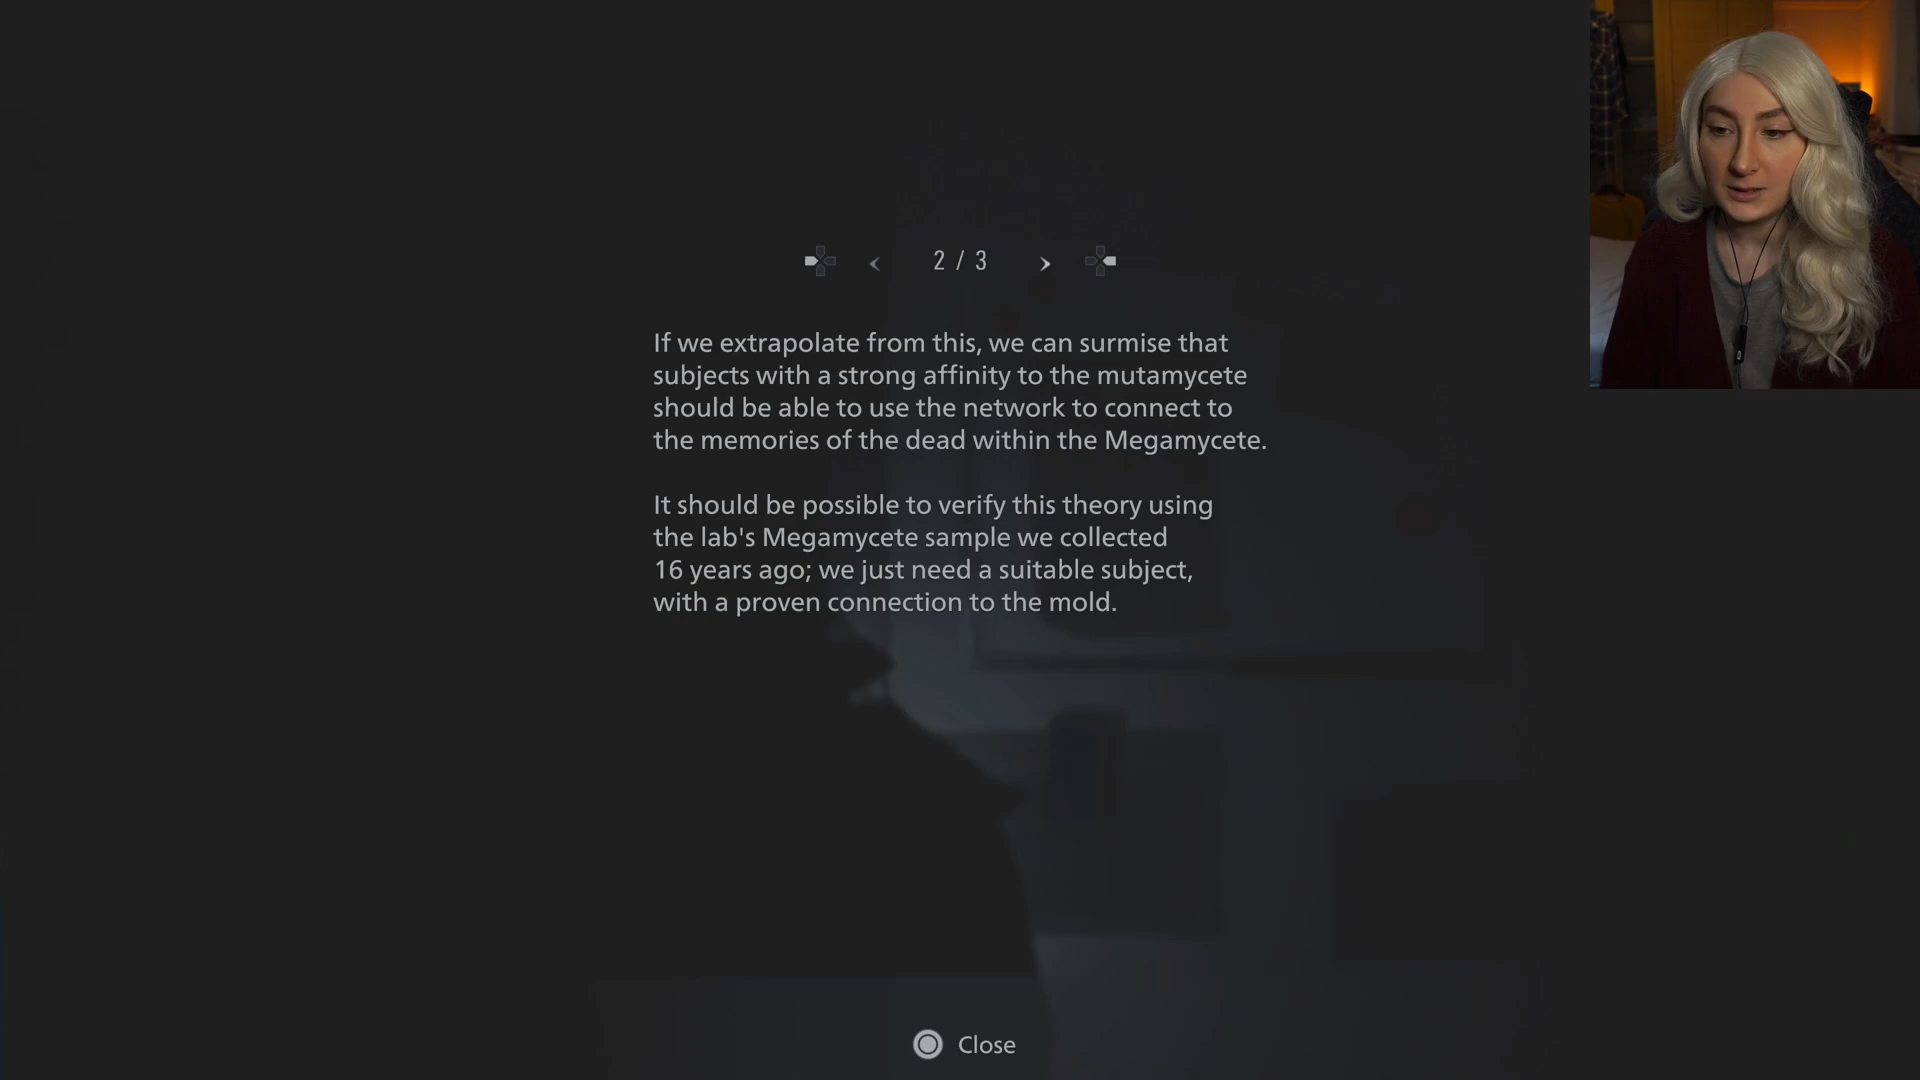 2 / 3
If we extrapolate from this, we can surmise that
subjects with a strong affinity to the mutamycete
should be able to use the network to connect to
the memories of the dead within the Megamycete.
It should be possible to verify this theory using
the lab's Megamycete sample we collected
16 years ago; we just need a suitable subject,
with a proven connection to the mold.
Close